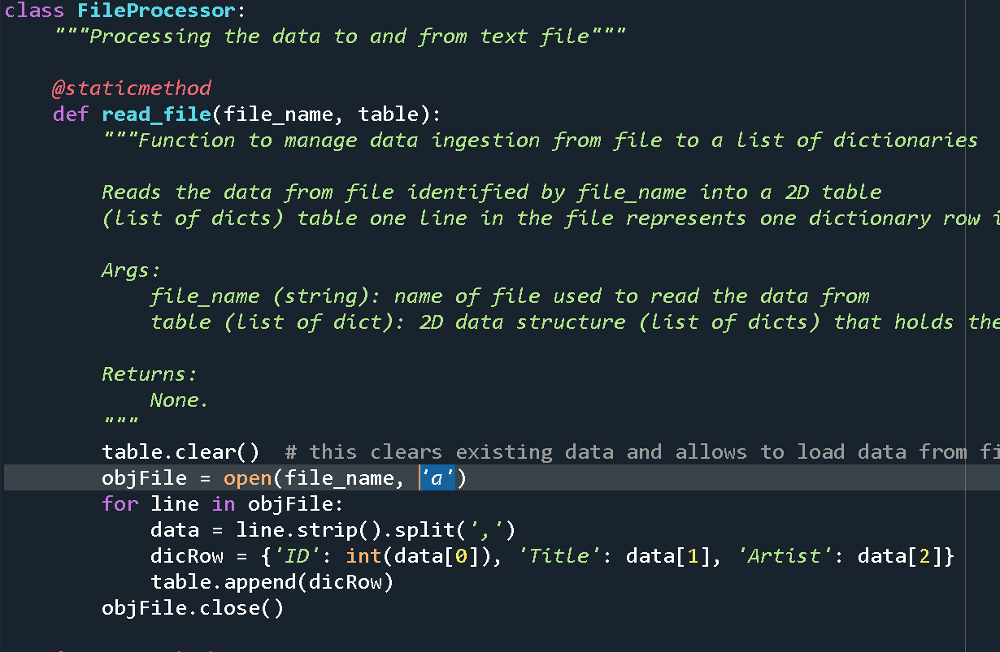 class FileProcessor:
    """Processing the data to and from text file"""

    @staticmethod
    def read_file(file_name, table):
        """Function to manage data ingestion from file to a list of dictionaries

        Reads the data from file identified by file_name into a 2D table
        (list of dicts) table one line in the file represents one dictionary row

        Args:
            file_name (string): name of file used to read the data from
            table (list of dict): 2D data structure (list of dicts) that holds the

        Returns:
            None.
        """
        table.clear()  # this clears existing data and allows to load data from
        objFile = open(file_name, 'a')
        for line in objFile:
            data = line.strip().split(',')
            dicRow = {'ID': int(data[0]), 'Title': data[1], 'Artist': data[2]}
            table.append(dicRow)
        objFile.close()